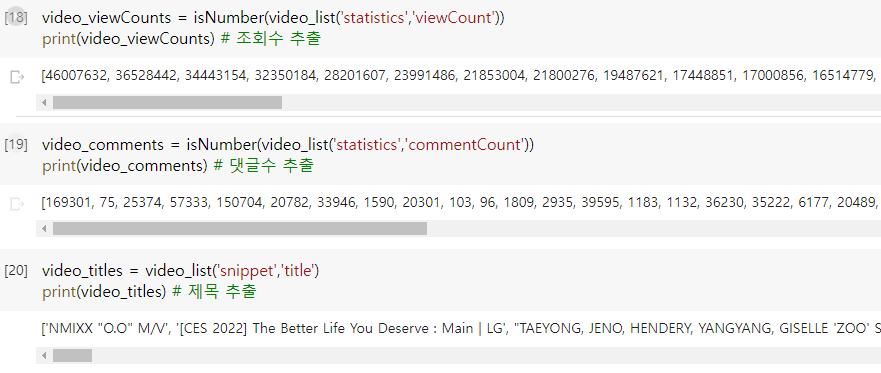 [18] video_viewCounts = isNumber(video_list('statistics','viewCount'))
print(video_viewCounts) # 조회수 추출
[46007632, 36528442, 34443154, 32350184, 28201607, 23991486, 21853004, 21800276, 19487621, 17448851, 17000856, 16514779,
[19] video_comments = isNumber(video_list('statistics','commentCount'))
print(video_comments) # 댓글수 추출
[169301, 75, 25374, 57333, 150704, 20782, 33946, 1590, 20301, 103, 96, 1809, 2935, 39595, 1183, 1132, 36230, 35222, 6177, 20489,
[20] video_titles = video_list('snippet','title')
print(video_titles) # 제목 추출
['NMIXX "O.O" M/V', '[CES 2022] The Better Life You Deserve : Main | LG', "TAEYONG, JENO, HENDERY, YANGYANG, GISELLE 'ZOO' S